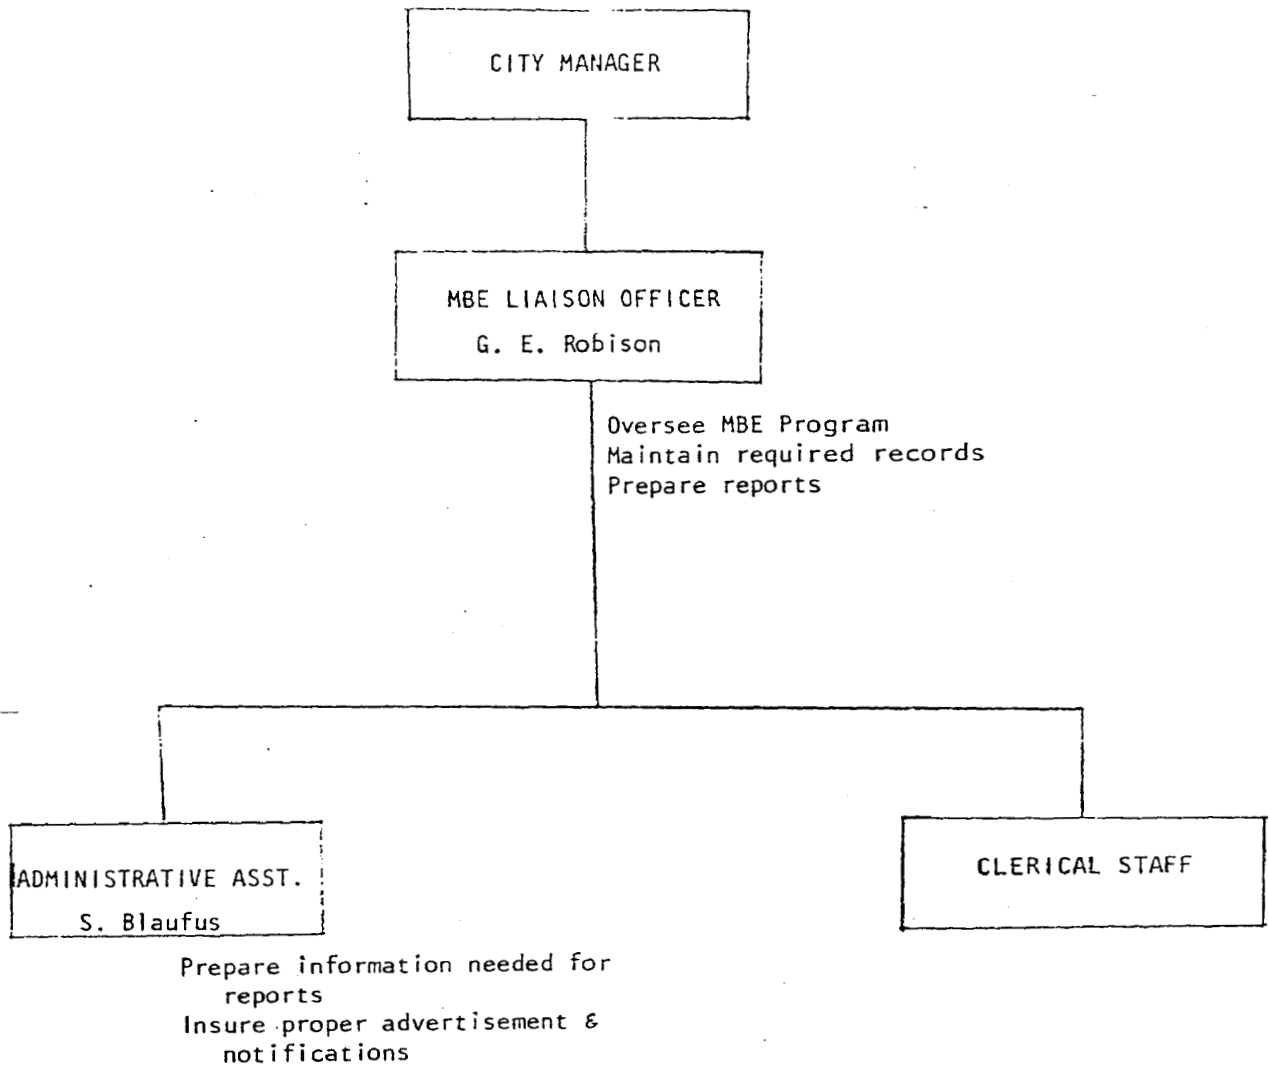 CITY MANAGER
MBE LIAISON OFFICER
G. E. Robison
Oversee MBE Program
Maintain required records
Prepare reports
ADMINISTRATIVE ASST.
S. Blaufus
CLERICAL STAFF
Prepare information needed for
reports
Insure proper advertisement &
notifications